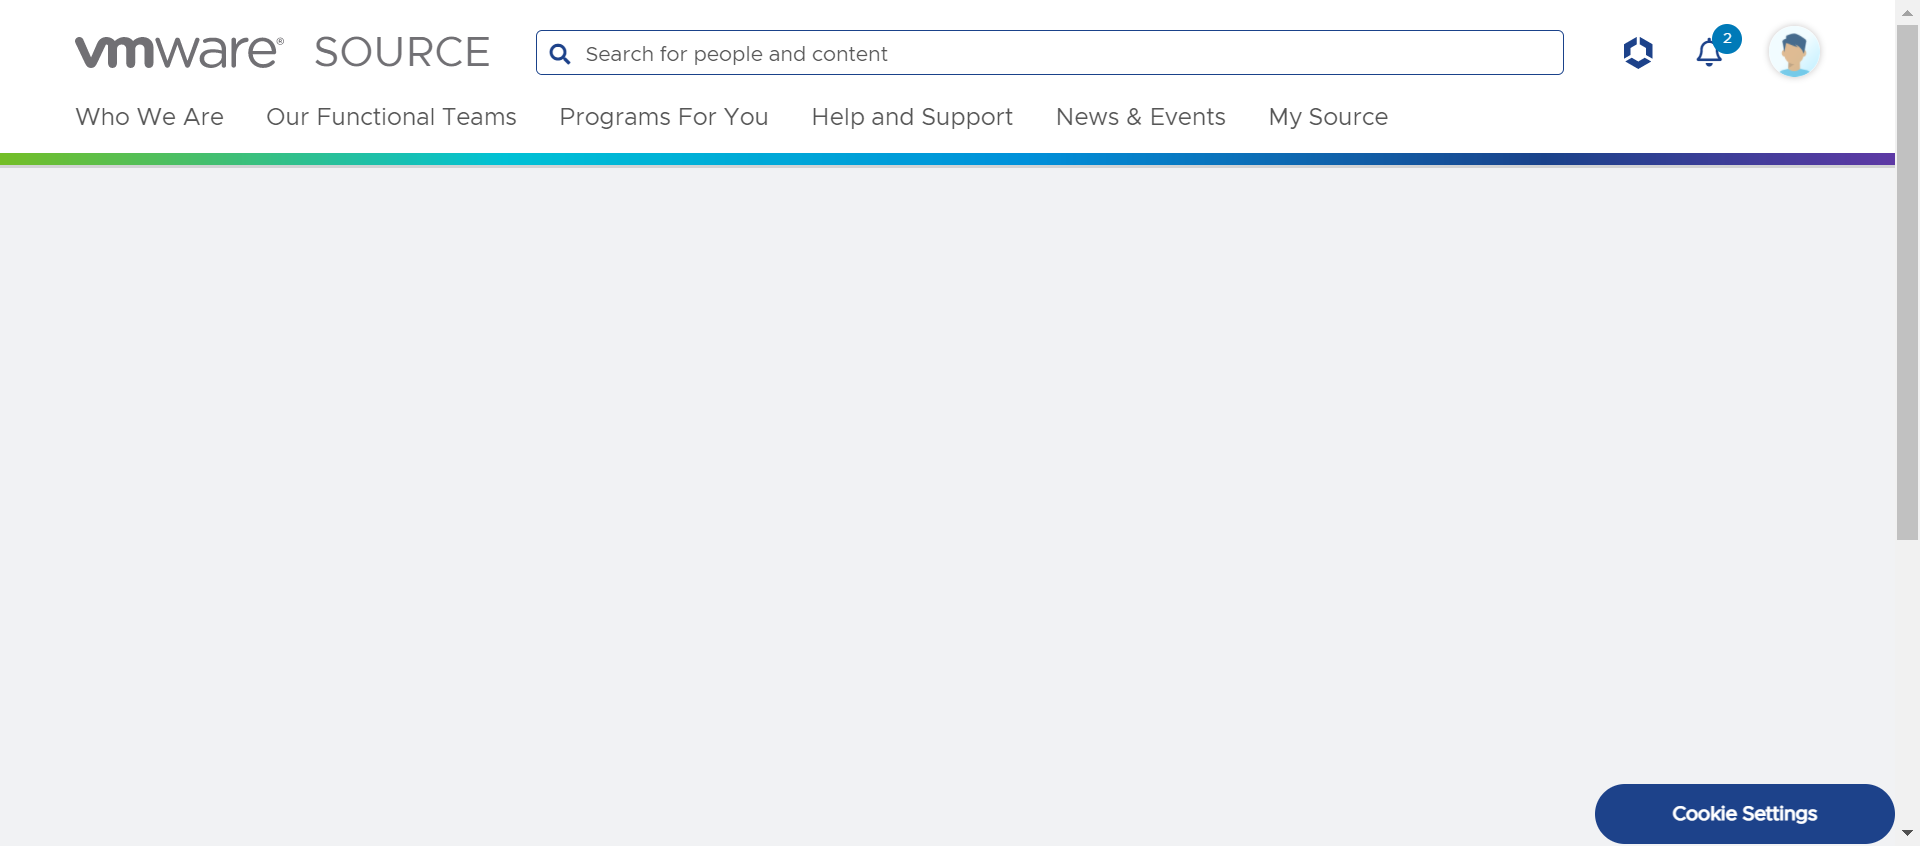 vmware® SOURCE
Search for people and content
2
Who We Are
Our Functional Teams
Programs For You
Help and Support
News & Events
My Source
Cookie Settings